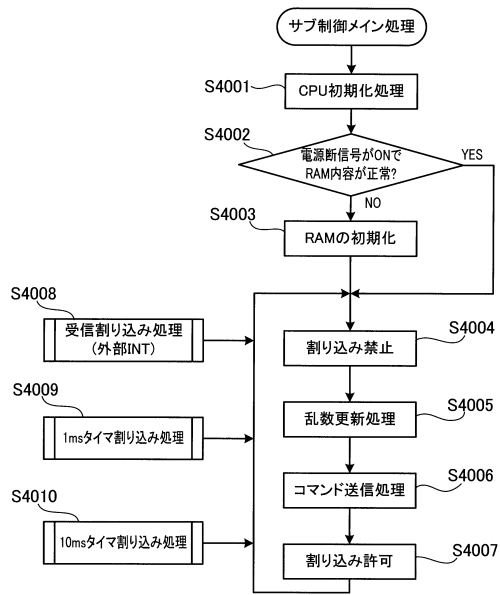 サブ制御メイン処理
S4001
CPU初期化処理
S4002
電源断信号がONで
RAM内容が正常?
YES
NO
S4003
RAMの初期化
S4008
受信割り込み処理
(外部INT)
S4004
割り込み禁止
S4009
1msタイマ割り込み処理
S4005
乱数更新処理
S4006
コマンド送信処理
S4010
10msタイマ割り込み処理
S4007
割り込み許可